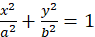 x²/a² + y²/b² = 1